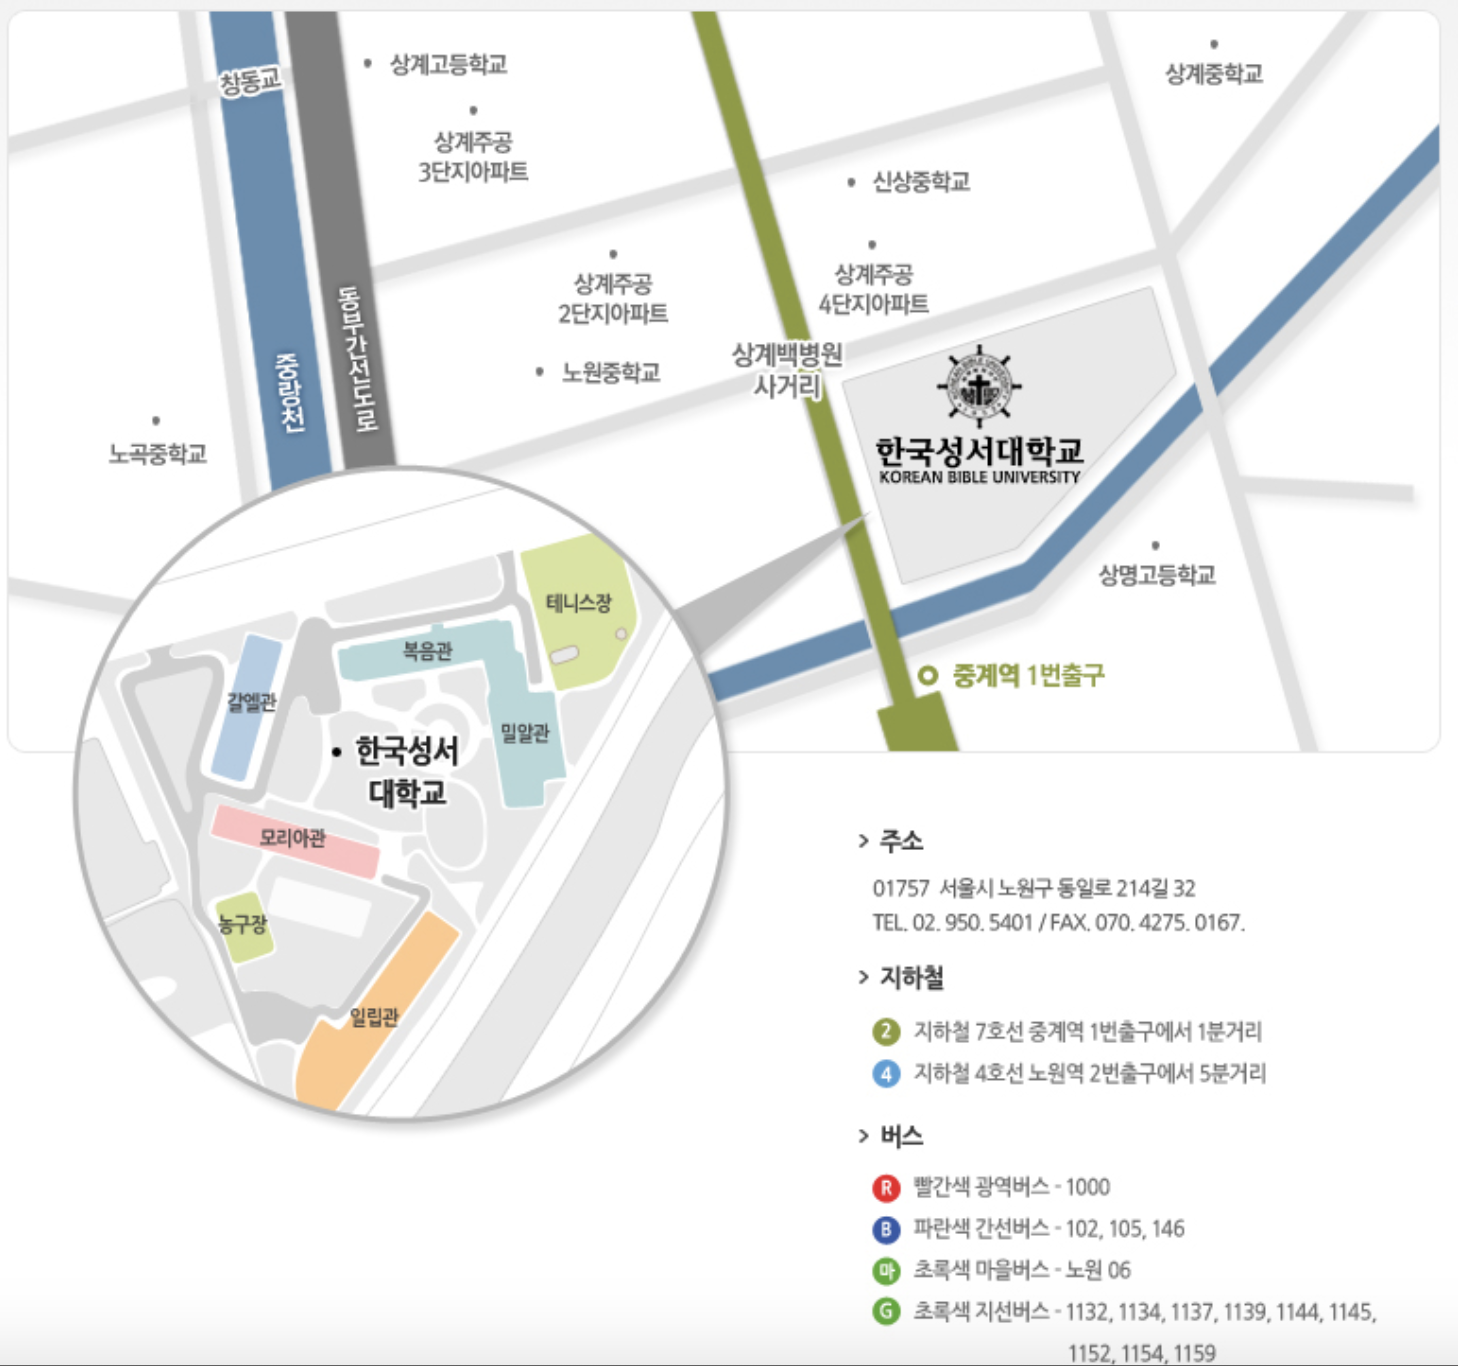 창동교
상계고등학교
상계중학교
상계주공
3단지아파트
신상중학교
상계주공
2단지아파트
상계주공
4단지아파트
동부간선도로
중랑천
상계백병원
사거리
노원중학교
노곡중학교
KOREAN BIBLE UNIVERSITY
한국성서대학교
KOREAN BIBLE UNIVERSITY
상명고등학교
테니스장
복음관
중계역 1번출구
갈엘관
밀알관
한국성서
대학교
모리아관
농구장
일립관
> 주소
01757 서울시 노원구 동일로 214길 32
TEL. 02. 950. 5401 / FAX. 070. 4275. 0167.
> 지하철
2 지하철 7호선 중계역 1번출구에서 1분거리
4 지하철 4호선 노원역 2번출구에서 5분거리
> 버스
R 빨간색 광역버스 - 1000
B 파란색 간선버스 - 102, 105, 146
마 초록색 마을버스 - 노원 06
G 초록색 지선버스 - 1132, 1134, 1137, 1139, 1144, 1145,
1152, 1154, 1159